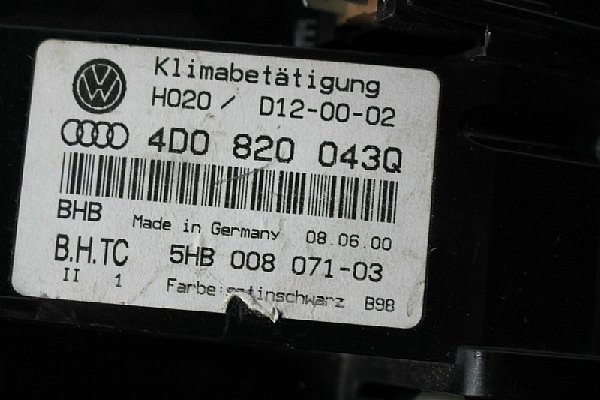 Klimabetätigung
H020 / D12-00-02
4D0 820 043Q
BHB Made in Germany 08.06.00
B.H.TC 5HB 008 071-03
II 1 Farbe: satinschwarz B98